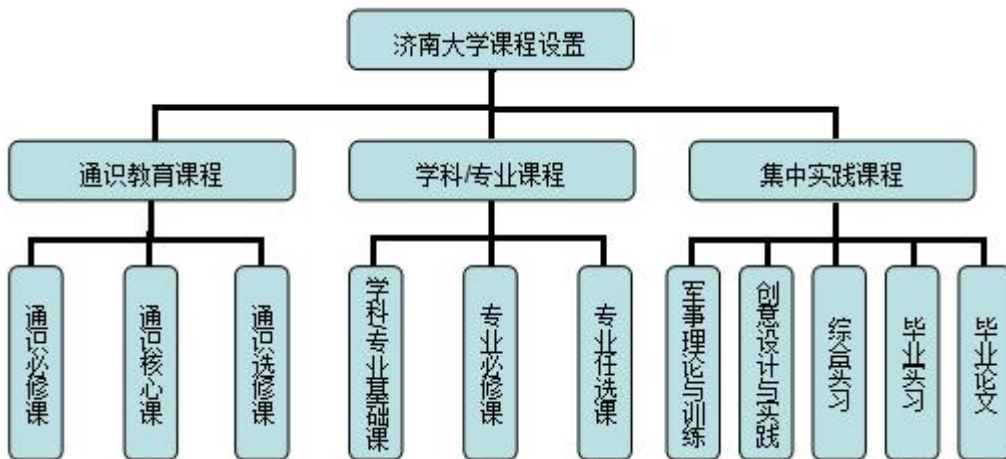 济南大学课程设置
通识教育课程
学科/专业课程
集中实践课程
通识必修课
通识核心课
通识选修课
学科专业基础课
专业必修课
专业任选课
军事理论与训练
创意设计与实践
综合实习
毕业实习
毕业论文